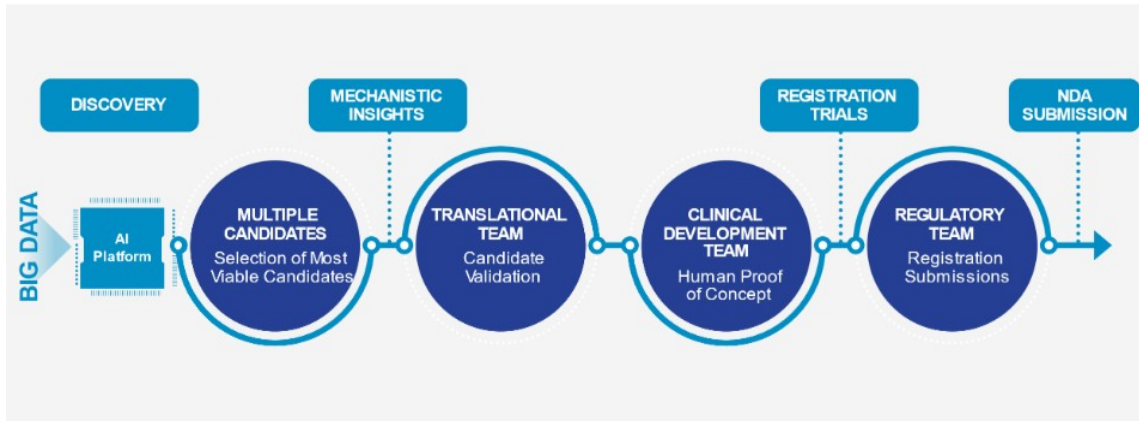 DISCOVERY
MECHANISTIC
INSIGHTS
REGISTRATION
TRIALS
NDA
SUBMISSION
BIG DATA
AI
Platform
MULTIPLE
CANDIDATES
Selection of Most
Viable Candidates
TRANSLATIONAL
TEAM
Candidate
Validation
CLINICAL
DEVELOPMENT
TEAM
Human Proof
of Concept
REGULATORY
TEAM
Registration
Submissions